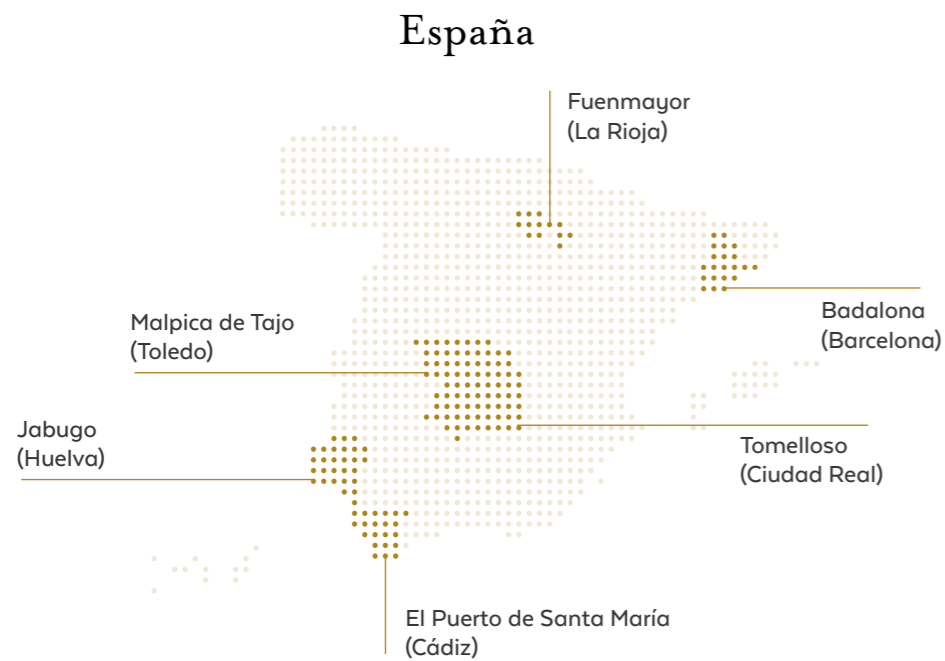 España
Fuenmayor
(La Rioja)
Badalona
(Barcelona)
Malpica de Tajo
(Toledo)
Jabugo
(Huelva)
Tomelloso
(Ciudad Real)
El Puerto de Santa María
(Cádiz)